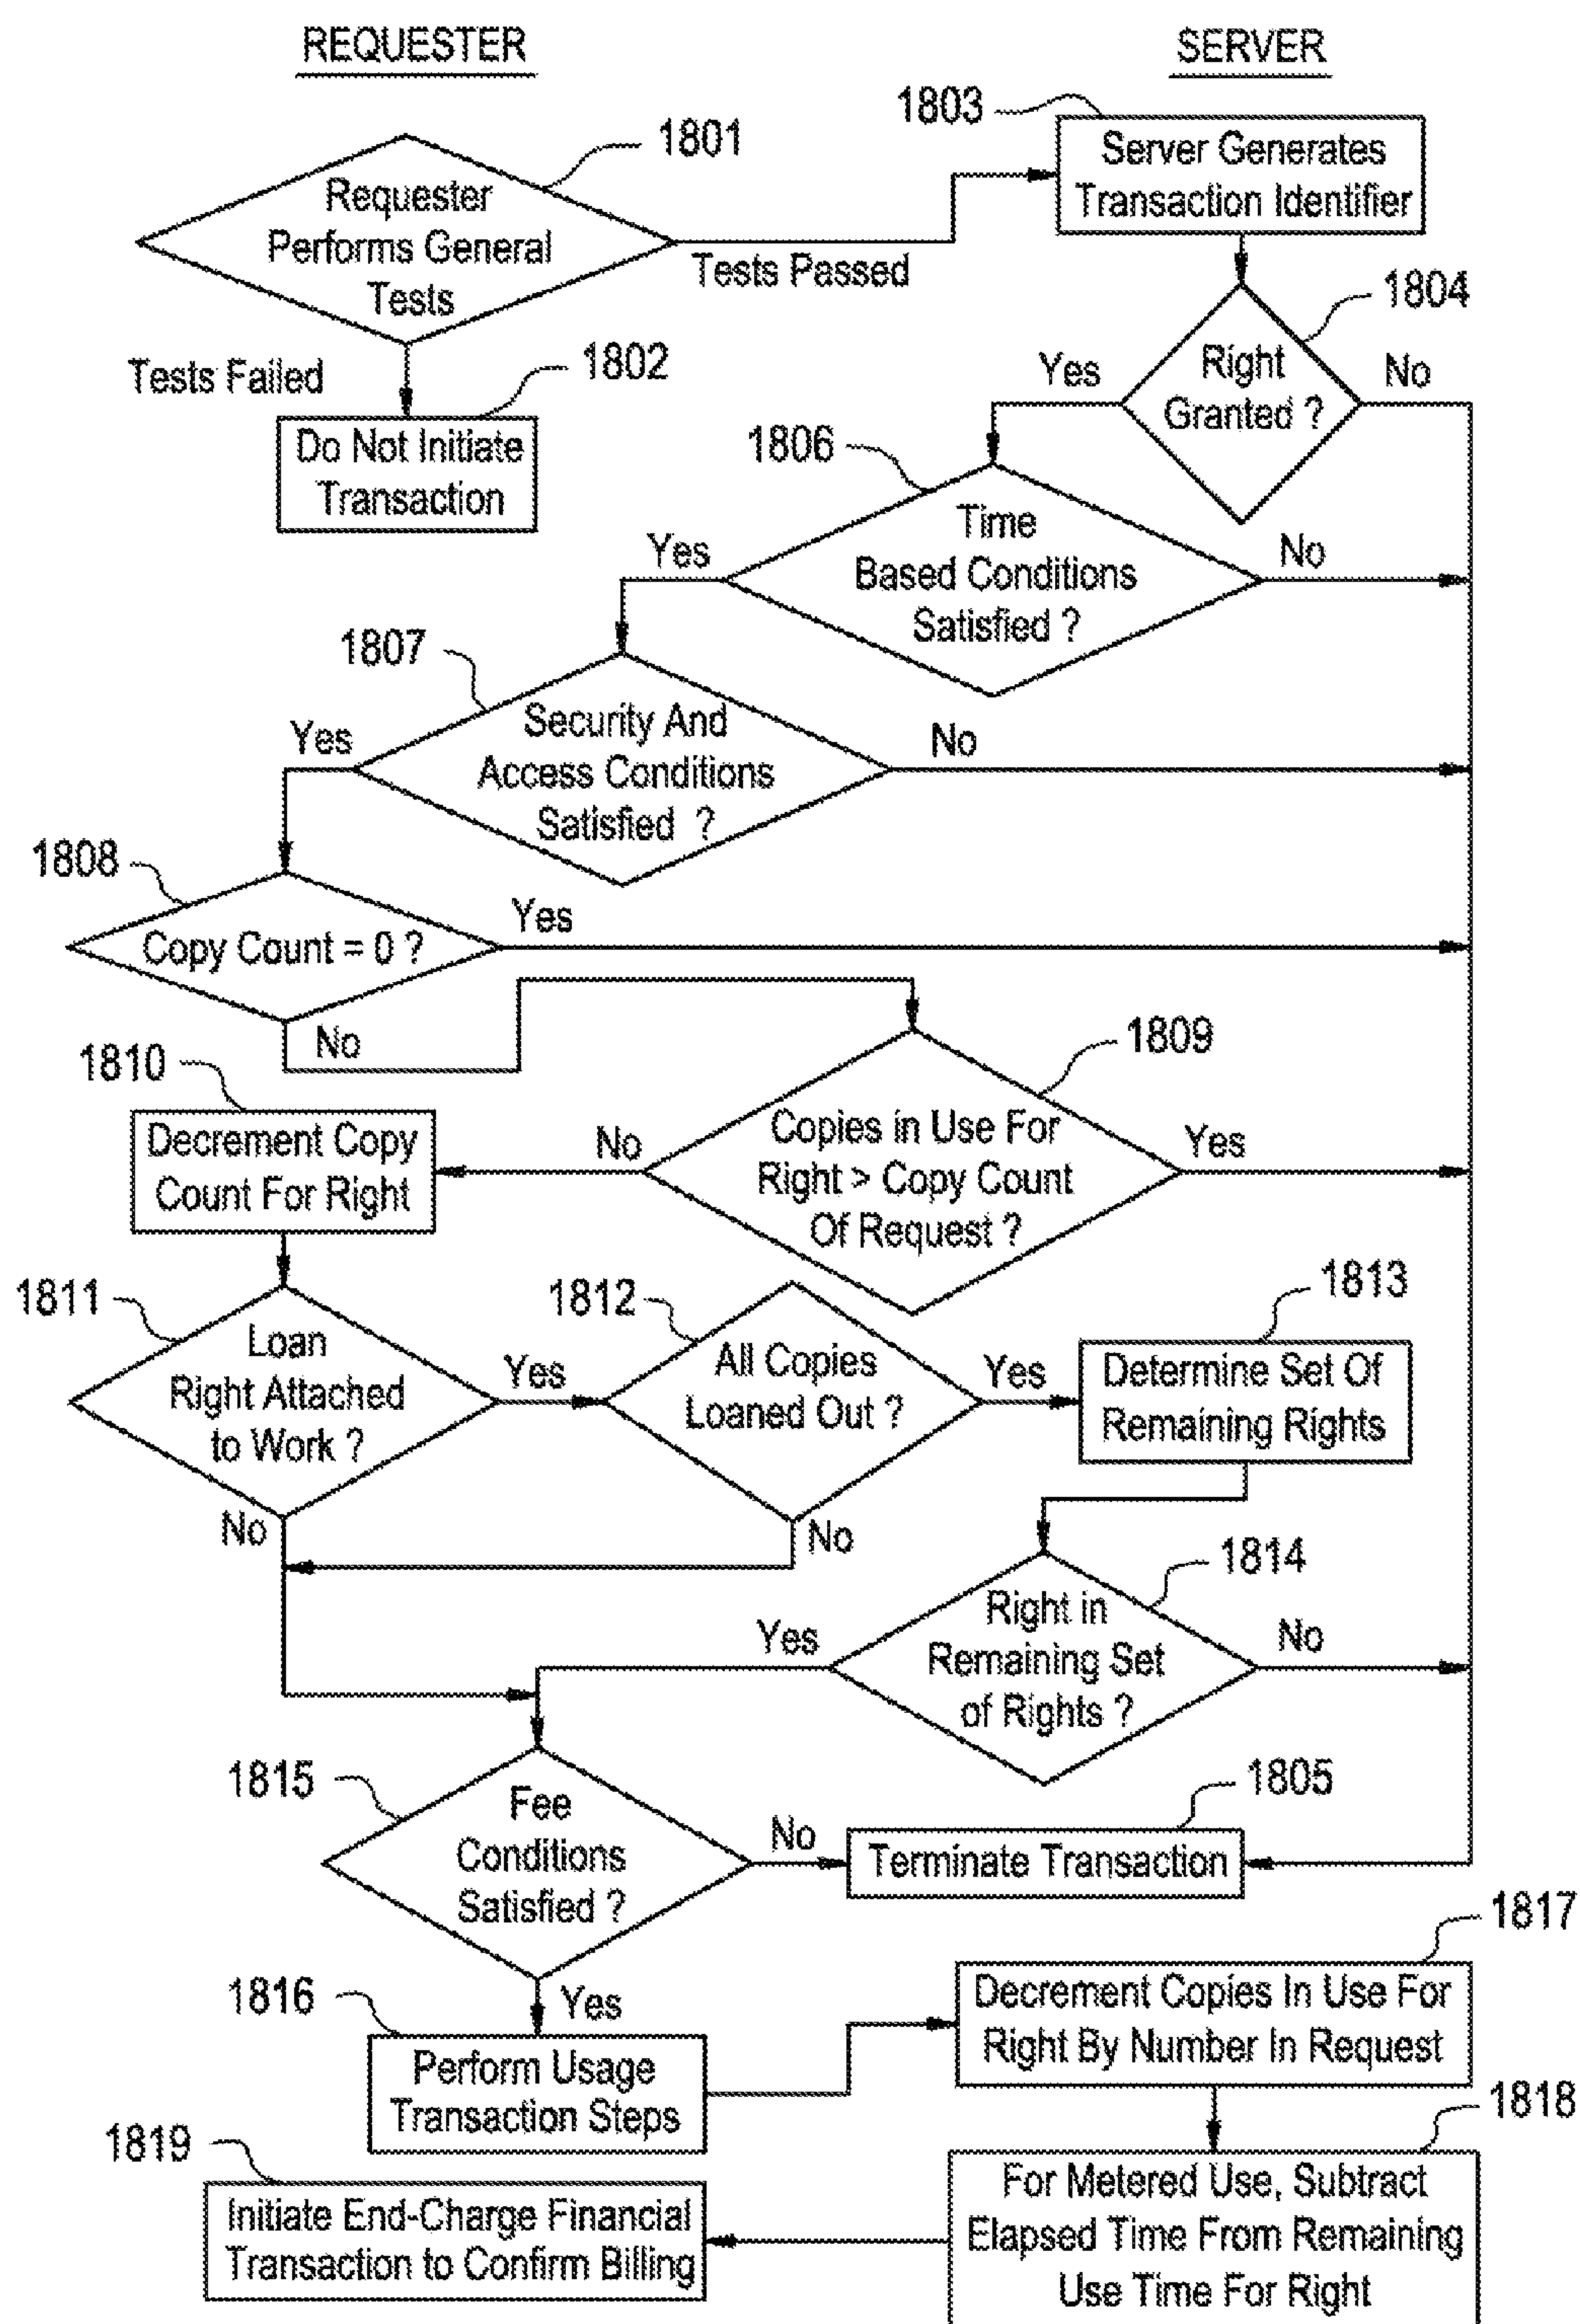 REQUESTER
SERVER
1801
Requester
Performs General
Tests
Tests Passed
Tests Failed
1802
Do Not Initiate
Transaction
1803
Server Generates
Transaction Identifier
1804
Right
Granted ?
Yes
No
1806
Time
Based Conditions
Satisfied ?
Yes
No
1807
Security And
Access Conditions
Satisfied ?
Yes
No
1808
Copy Count = 0 ?
Yes
No
1809
Copies in Use For
Right > Copy Count
Of Request ?
No
Yes
1810
Decrement Copy
Count For Right
1811
Loan
Right Attached
to Work ?
Yes
No
1812
All Copies
Loaned Out ?
Yes
No
1813
Determine Set Of
Remaining Rights
1814
Right in
Remaining Set
of Rights ?
Yes
No
1815
Fee
Conditions
Satisfied ?
No
Yes
1805
Terminate Transaction
1816
Perform Usage
Transaction Steps
1817
Decrement Copies In Use For
Right By Number In Request
1818
For Metered Use, Subtract
Elapsed Time From Remaining
Use Time For Right
1819
Initiate End-Charge Financial
Transaction to Confirm Billing